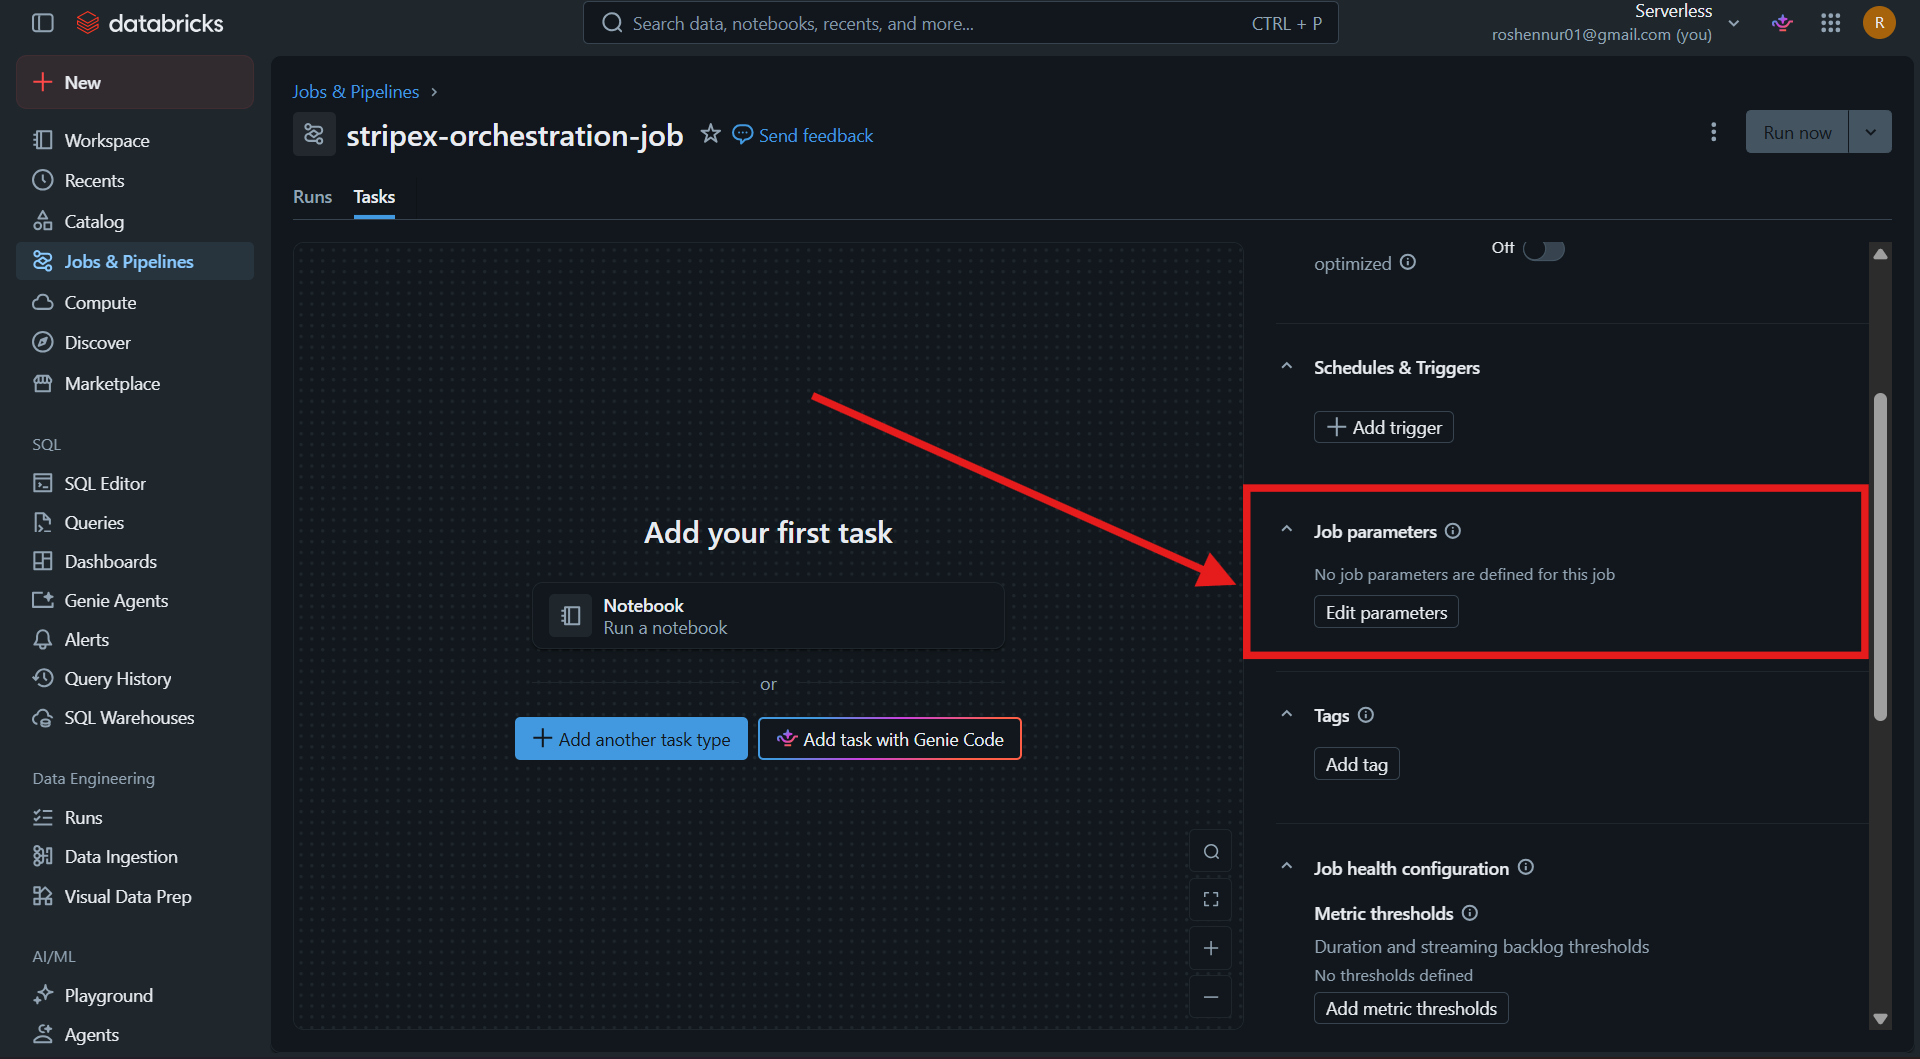 databricks
Search data, notebooks, recents, and more...
CTRL + P
Serverless
roshennur01@gmail.com (you)
R
New
Workspace
Recents
Catalog
Jobs & Pipelines
Compute
Discover
Marketplace
SQL
SQL Editor
Queries
Dashboards
Genie Agents
Alerts
Query History
SQL Warehouses
Data Engineering
Runs
Data Ingestion
Visual Data Prep
AI/ML
Playground
Agents
Jobs & Pipelines
stripex-orchestration-job
Send feedback
Run now
Runs
Tasks
Add your first task
Notebook
Run a notebook
or
Add another task type
Add task with Genie Code
optimized
Off
Schedules & Triggers
Add trigger
Job parameters
No job parameters are defined for this job
Edit parameters
Tags
Add tag
Job health configuration
Metric thresholds
Duration and streaming backlog thresholds
No thresholds defined
Add metric thresholds